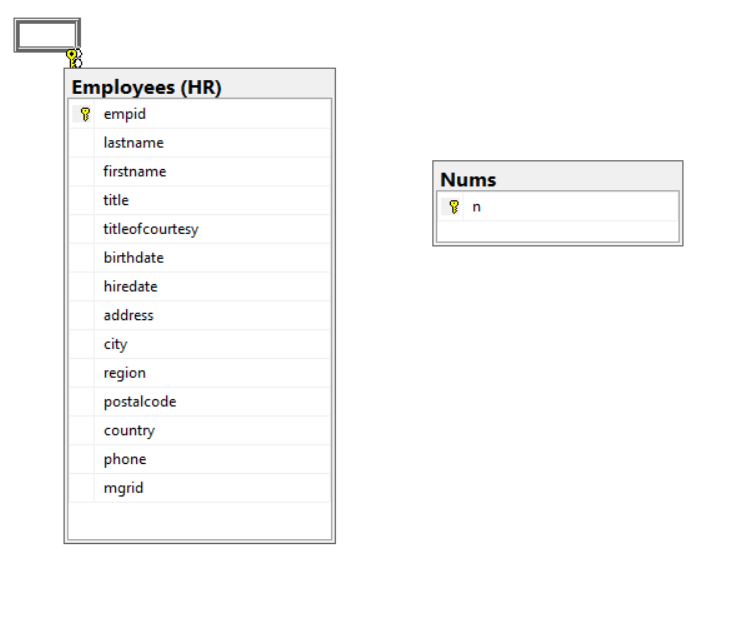 Employees (HR)
empid
lastname
firstname
title
titleofcourtesy
birthdate
hiredate
address
city
region
postalcode
country
phone
mgrid
Nums
n